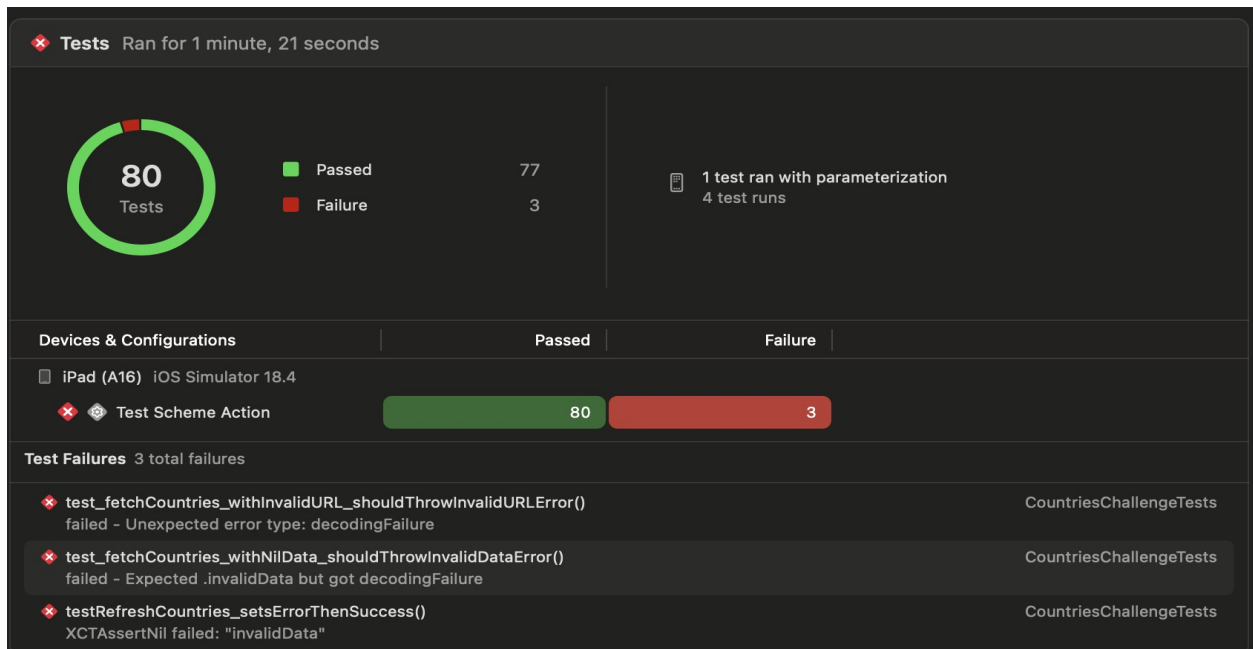 Tests Ran for 1 minute, 21 seconds
80
Tests
Passed 77
Failure 3
1 test ran with parameterization
4 test runs
Devices & Configurations Passed Failure
iPad (A16) iOS Simulator 18.4
Test Scheme Action 80 3
Test Failures 3 total failures
test_fetchCountries_withInvalidURL_shouldThrowInvalidURLError() CountriesChallengeTests
failed - Unexpected error type: decodingFailure
test_fetchCountries_withNilData_shouldThrowInvalidDataError() CountriesChallengeTests
failed - Expected .invalidData but got decodingFailure
testRefreshCountries_setsErrorThenSuccess() CountriesChallengeTests
XCTAssertNil failed: "invalidData"